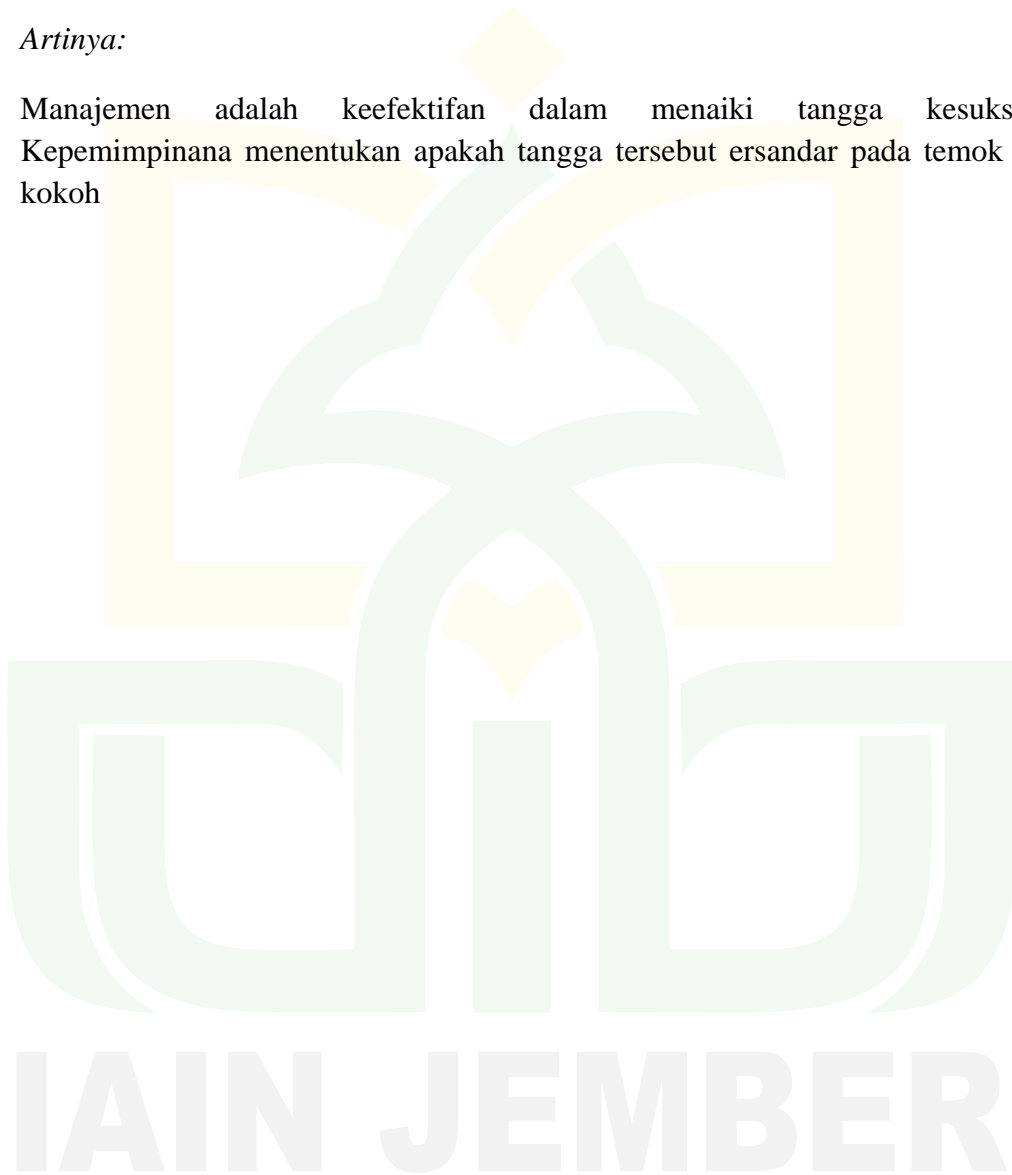 Artinya:
Manajemen adalah keefektifan dalam menaiki tangga kesuks
Kepemimpinana menentukan apakah tangga tersebut ersandar pada temok
kokoh
IAIN JEMBER